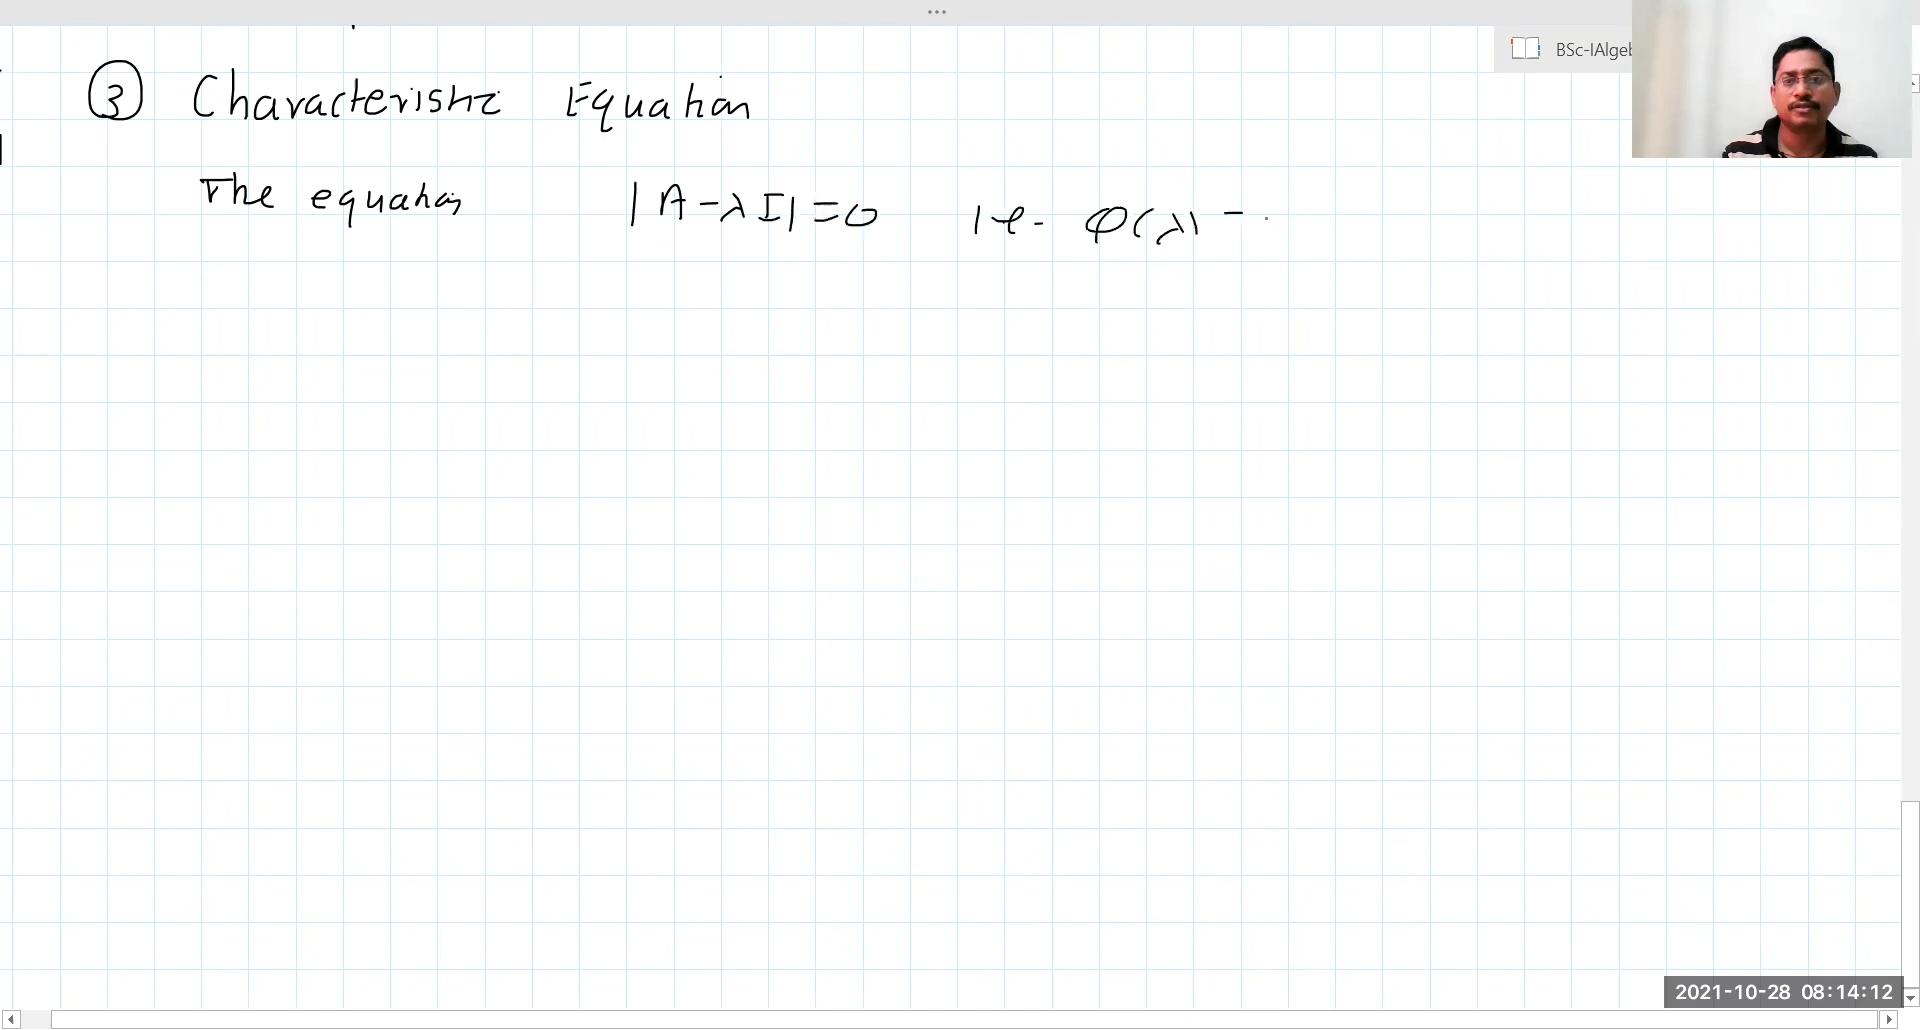 BSc-IAlgeb
③ Characteristic Equation
The equation |A-λI|=0 i.e. φ(λ) =
2021-10-28 08:14:12